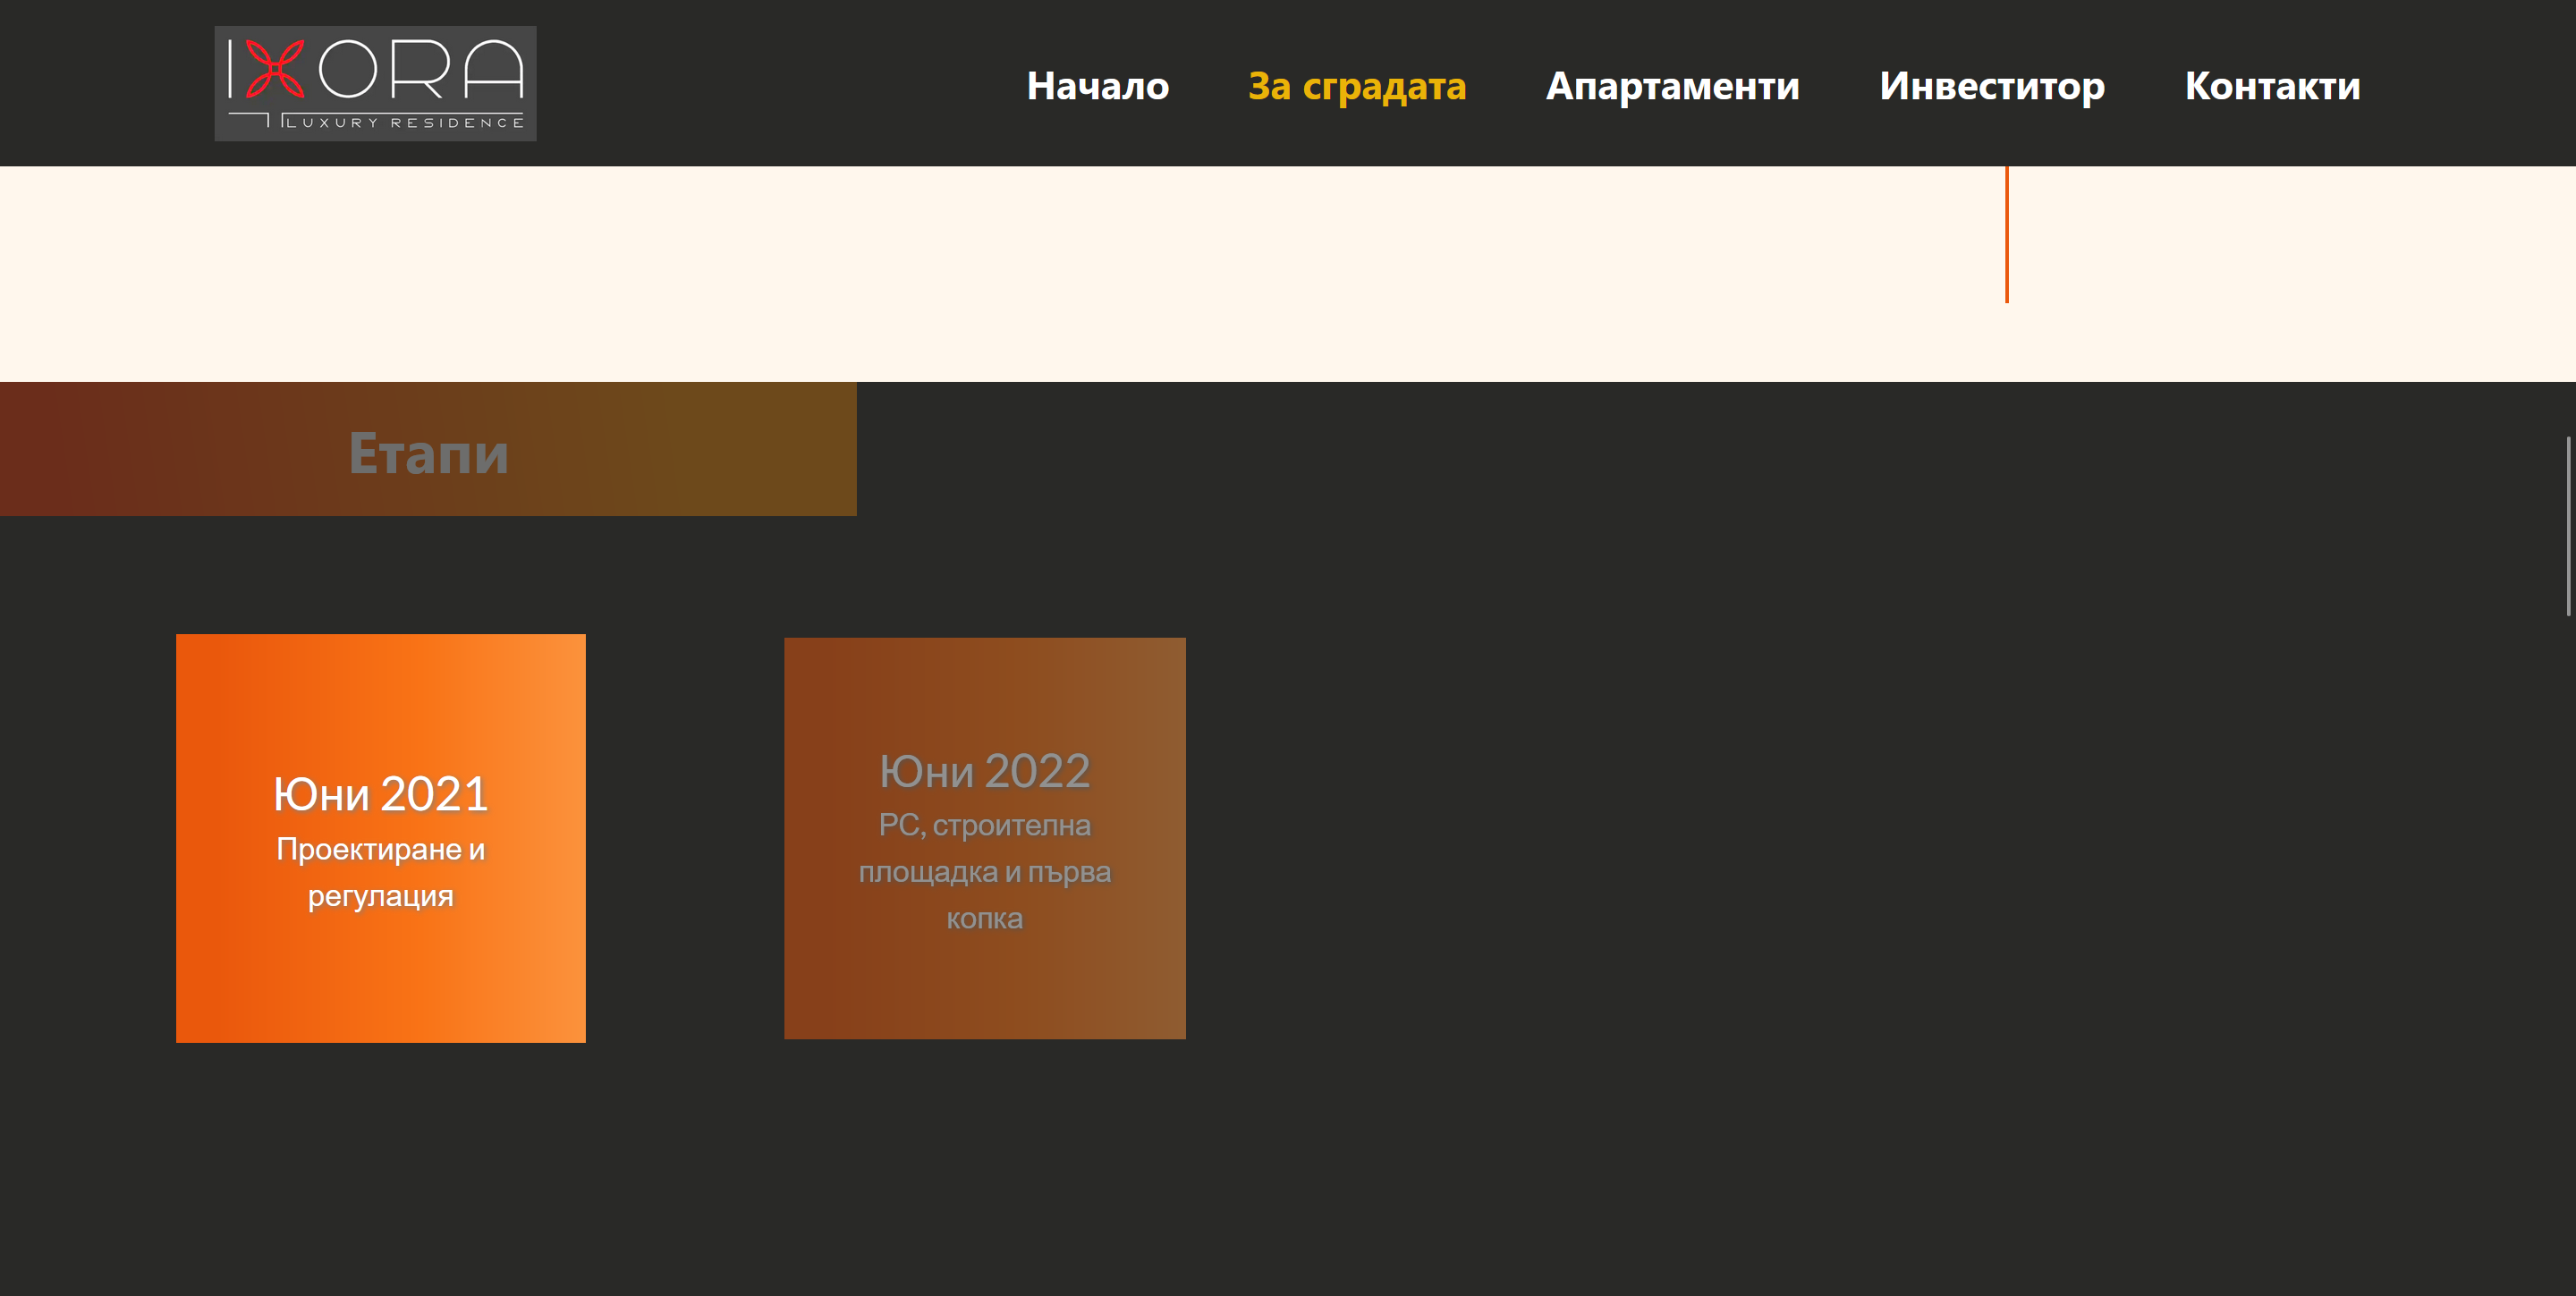 IXORA
LUXURY RESIDENCE
Начало
За сградата
Апартаменти
Инвеститор
Контакти
Етапи
Юни 2021
Проектиране и
регулация
Юни 2022
РС, строителна
площадка и първа
копка